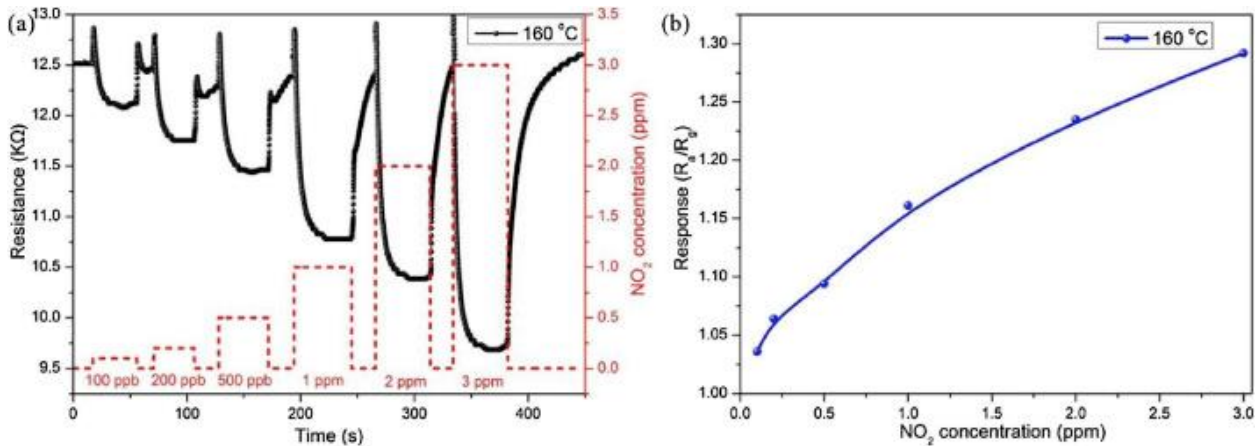 (a)
160 °C
Resistance (KΩ)
13.0
12.5
12.0
11.5
11.0
10.5
10.0
9.5
3.5
3.0
2.5
2.0
1.5
1.0
0.5
0.0
NO2 concentration (ppm)
100 ppb 200 ppb 500 ppb 1 ppm 2 ppm 3 ppm
0 100 200 300 400
Time (s)
(b)
160 °C
Response (Ra/Rg)
1.30
1.25
1.20
1.15
1.10
1.05
1.00
0.0 0.5 1.0 1.5 2.0 2.5 3.0
NO2 concentration (ppm)